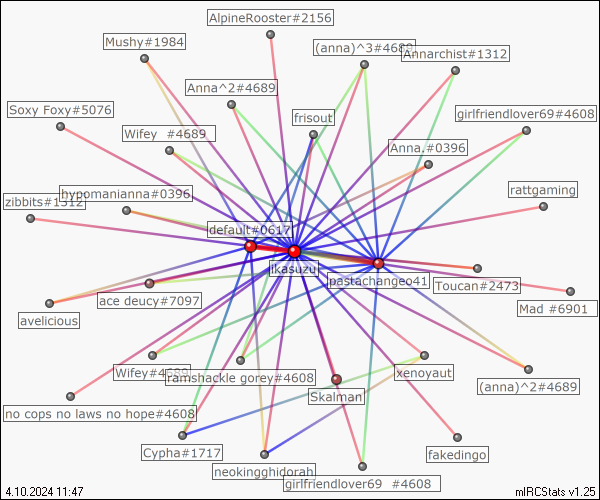 AlpineRooster#2156
Mushy#1984
(anna)^3#4689
Annarchist#1312
Anna^2#4689
Soxy Foxy#5076
frisout
girlfriendlover69#4608
Wifey #4689
Anna.#0396
hypomanianna#0396
rattgaming
zibbits#1312
default#0617
ikasuzu
pastachangeo41
Toucan#2473
ace deucy#7097
Mad #6901
avelicious
Wifey#4689
ramshackle gorey#4608
xenoyaut
(anna)^2#4689
Skalman
no cops no laws no hope#4608
Cypha#1717
fakedingo
neokingghidorah
girlfriendlover69 #4608
4.10.2024 11:47
mIRCStats v1.25